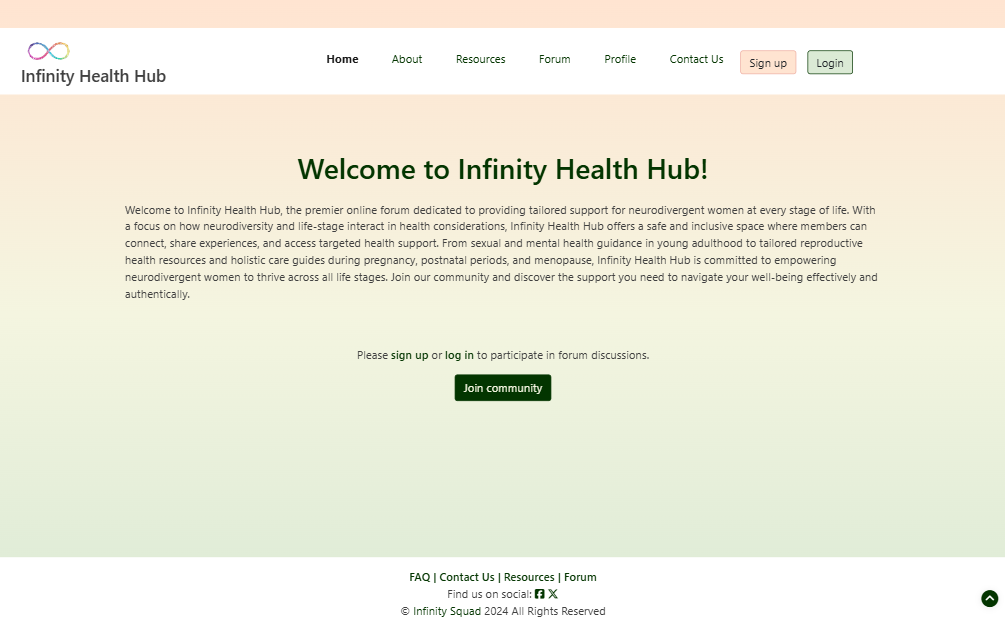 Infinity Health Hub
Home About Resources Forum Profile Contact Us Sign up Login
Welcome to Infinity Health Hub!
Welcome to Infinity Health Hub, the premier online forum dedicated to providing tailored support for neurodivergent women at every stage of life. With
a focus on how neurodiversity and life-stage interact in health considerations, Infinity Health Hub offers a safe and inclusive space where members can
connect, share experiences, and access targeted health support. From sexual and mental health guidance in young adulthood to tailored reproductive
health resources and holistic care guides during pregnancy, postnatal periods, and menopause, Infinity Health Hub is committed to empowering
neurodivergent women to thrive across all life stages. Join our community and discover the support you need to navigate your well-being effectively and
authentically.
Please sign up or log in to participate in forum discussions.
Join community
FAQ | Contact Us | Resources | Forum
Find us on social:
© Infinity Squad 2024 All Rights Reserved